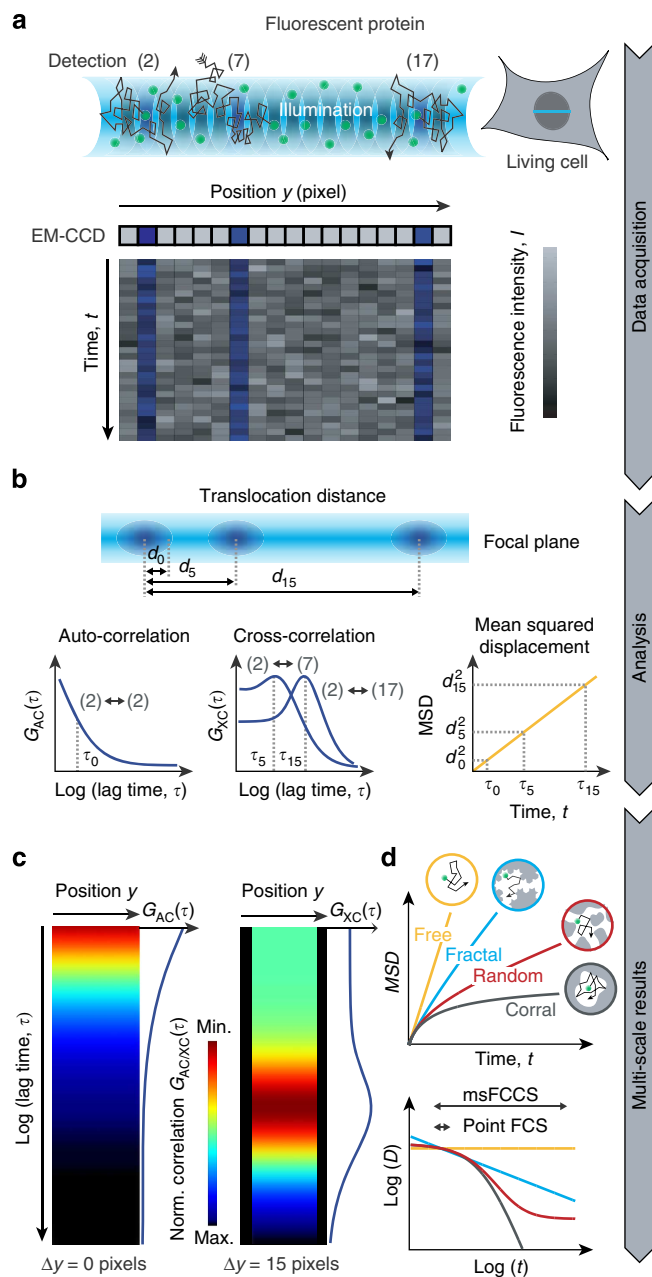 a
Fluorescent protein
Detection (2) (7) (17)
Illumination
Living cell
Position y (pixel)
EM-CCD
Time, t
Fluorescence intensity, I
Data acquisition
b
Translocation distance
Focal plane
d0
d5
d15
Auto-correlation
GAC(τ)
(2) ↔ (2)
τ0
Log (lag time, τ)
Cross-correlation
GXC(τ)
(2) ↔ (7)
(2) ↔ (17)
τ5 τ15
Log (lag time, τ)
Mean squared
displacement
MSD
d²15
d²5
d²0
τ0 τ5 τ15
Time, t
Analysis
c
Position y
GAC(τ)
Log (lag time, τ)
Δy = 0 pixels
Min.
Norm. correlation GAC/XC(τ)
Max.
Position y
GXC(τ)
Δy = 15 pixels
d
MSD
Free
Fractal
Random
Corral
Time, t
msFCCS
Point FCS
Log (D)
Log (t)
Multi-scale results